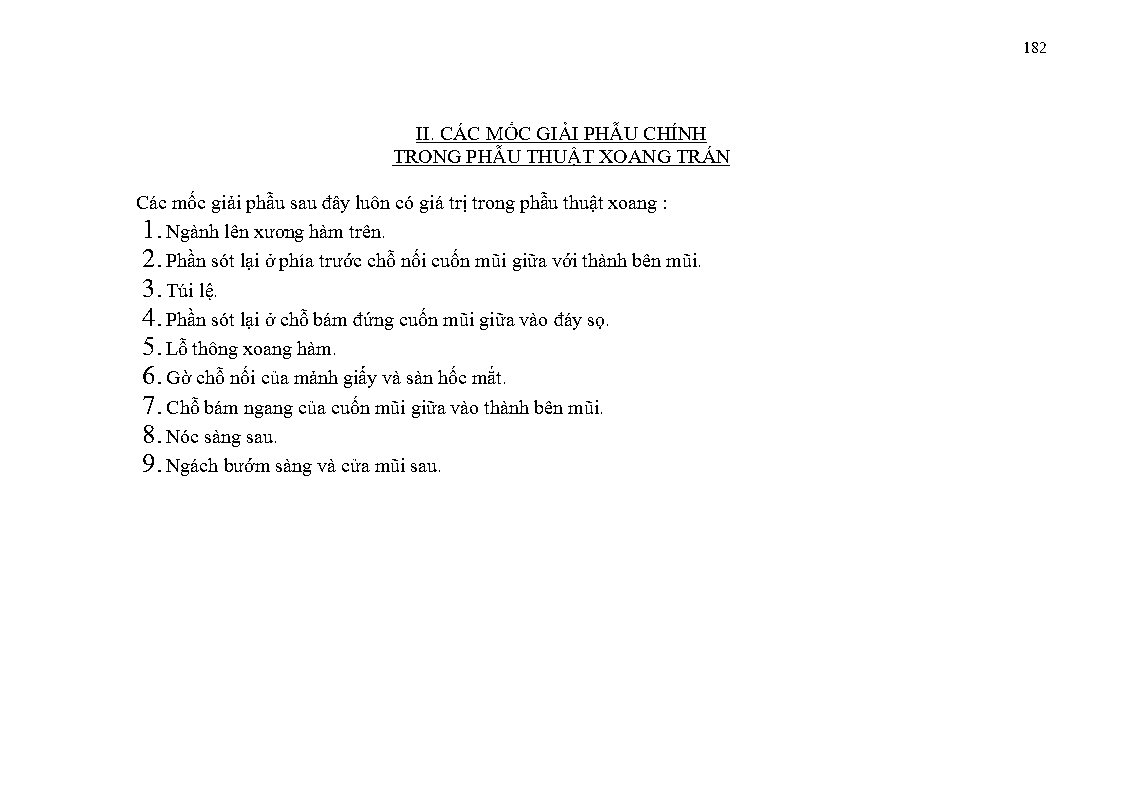 182
II. CÁC MỐC GIẢI PHẪU CHÍNH
TRONG PHẪU THUẬT XOANG TRÁN
Các mốc giải phẫu sau đây luôn có giá trị trong phẫu thuật xoang :
1. Ngành lên xương hàm trên.
2. Phần sót lại ở phía trước chỗ nối cuốn mũi giữa với thành bên mũi.
3. Túi lệ.
4. Phần sót lại ở chỗ bám đứng cuốn mũi giữa vào đáy sọ.
5. Lỗ thông xoang hàm.
6. Gờ chỗ nối của mảnh giấy và sàn hốc mắt.
7. Chỗ bám ngang của cuốn mũi giữa vào thành bên mũi.
8. Nóc sàng sau.
9. Ngách bướm sàng và cửa mũi sau.